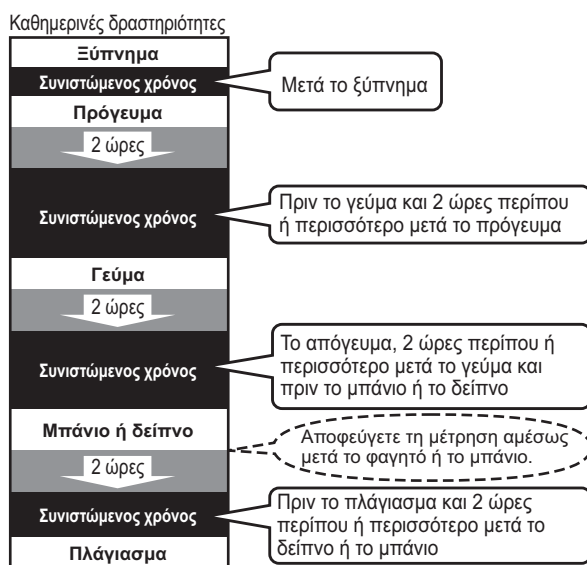 Καθημερινές δραστηριότητες
Ξύπνημα
Συνιστώμενος χρόνος
Μετά το ξύπνημα
Πρόγευμα
2 ώρες
Συνιστώμενος χρόνος
Πριν το γεύμα και 2 ώρες περίπου
ή περισσότερο μετά το πρόγευμα
Γεύμα
2 ώρες
Συνιστώμενος χρόνος
Το απόγευμα, 2 ώρες περίπου ή
περισσότερο μετά το γεύμα και
πριν το μπάνιο ή το δείπνο
Μπάνιο ή δείπνο
Αποφεύγετε τη μέτρηση αμέσως
μετά το φαγητό ή το μπάνιο.
2 ώρες
Συνιστώμενος χρόνος
Πριν το πλάγιασμα και 2 ώρες
περίπου ή περισσότερο μετά το
δείπνο ή το μπάνιο
Πλάγιασμα